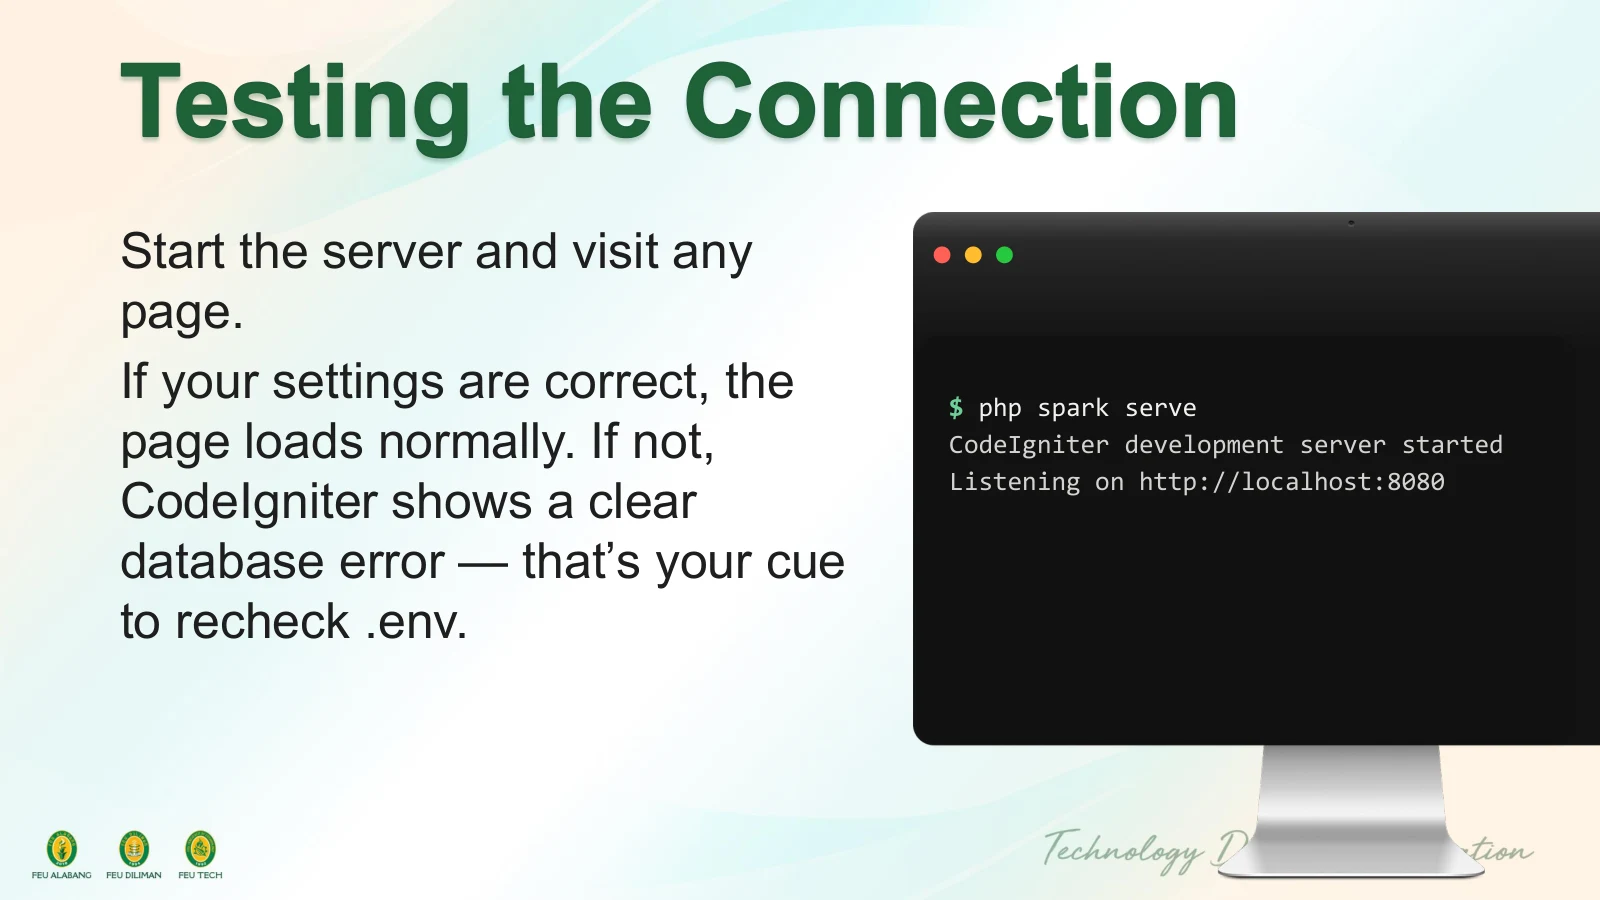 Testing the Connection
Start the server and visit any
page.
If your settings are correct, the
page loads normally. If not,
CodeIgniter shows a clear
database error — that’s your cue
to recheck .env.
$ php spark serve
CodeIgniter development server started
Listening on http://localhost:8080
FEU ALABANG
FEU DILIMAN
FEU TECH
Technology